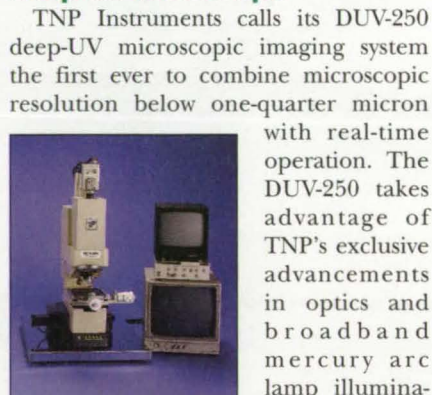 TNP Instruments calls its DUV-250
deep-UV microscopic imaging system
the first ever to combine microscopic
resolution below one-quarter micron
with real-time
operation. The
DUV-250 takes
advantage of
TNP's exclusive
advancements
in optics and
broadband
mercury arc
lamp illumina-